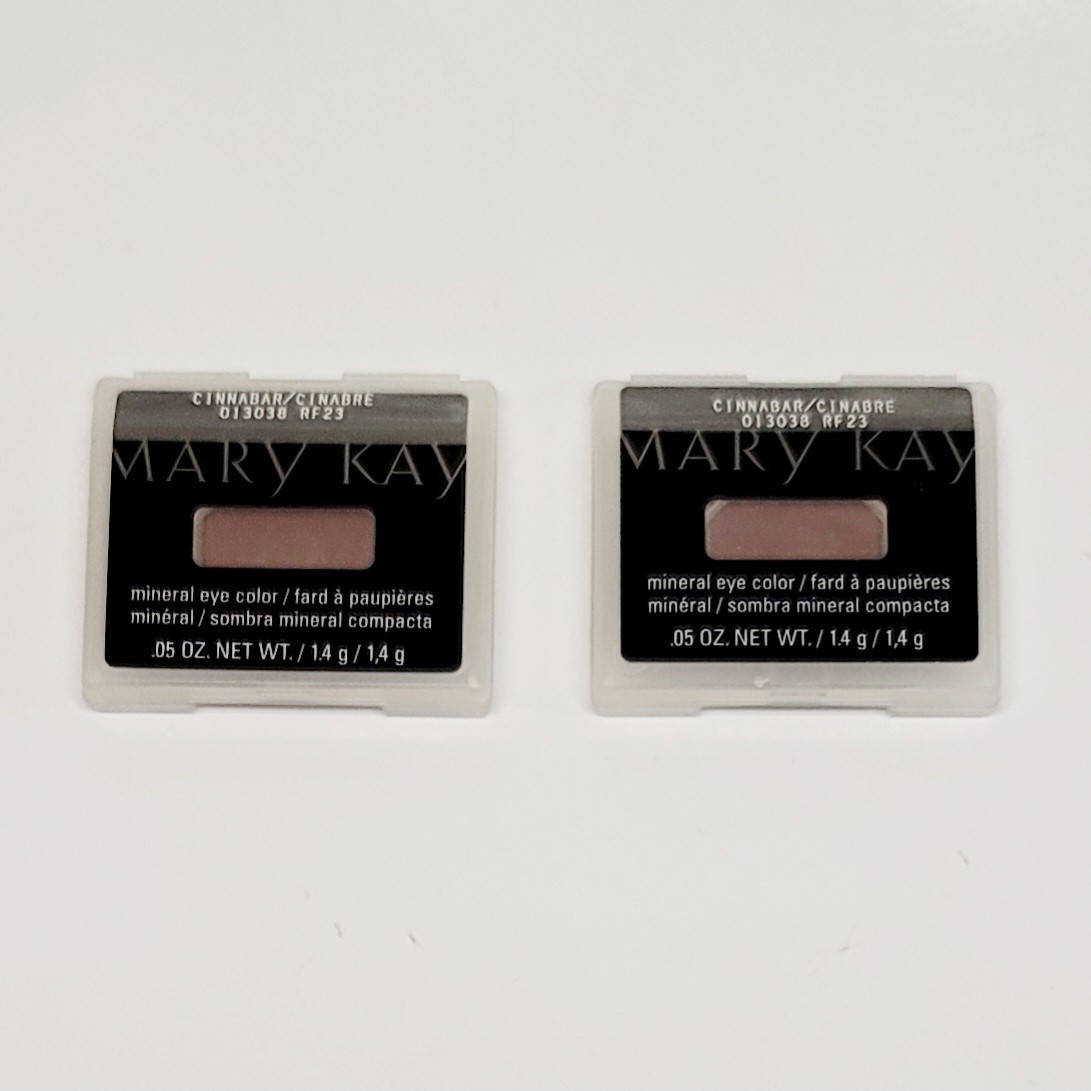 CINNABAR/CINABRE
013038 RF23
MARY KAY
mineral eye color / fard à paupières
minéral / sombra mineral compacta
.05 OZ. NET WT. / 1.4 g / 1,4 g
CINNABAR/CINABRE
013038 RF23
MARY KAY
mineral eye color / fard à paupières
minéral / sombra mineral compacta
.05 OZ. NET WT. / 1.4 g / 1,4 g